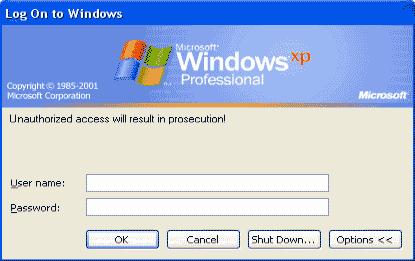 Log On to Windows
Microsoft®
Windows xp
Professional
Copyright © 1985-2001
Microsoft Corporation
Microsoft
Unauthorized access will result in prosecution!
User name:
Password:
OK Cancel Shut Down... Options <<